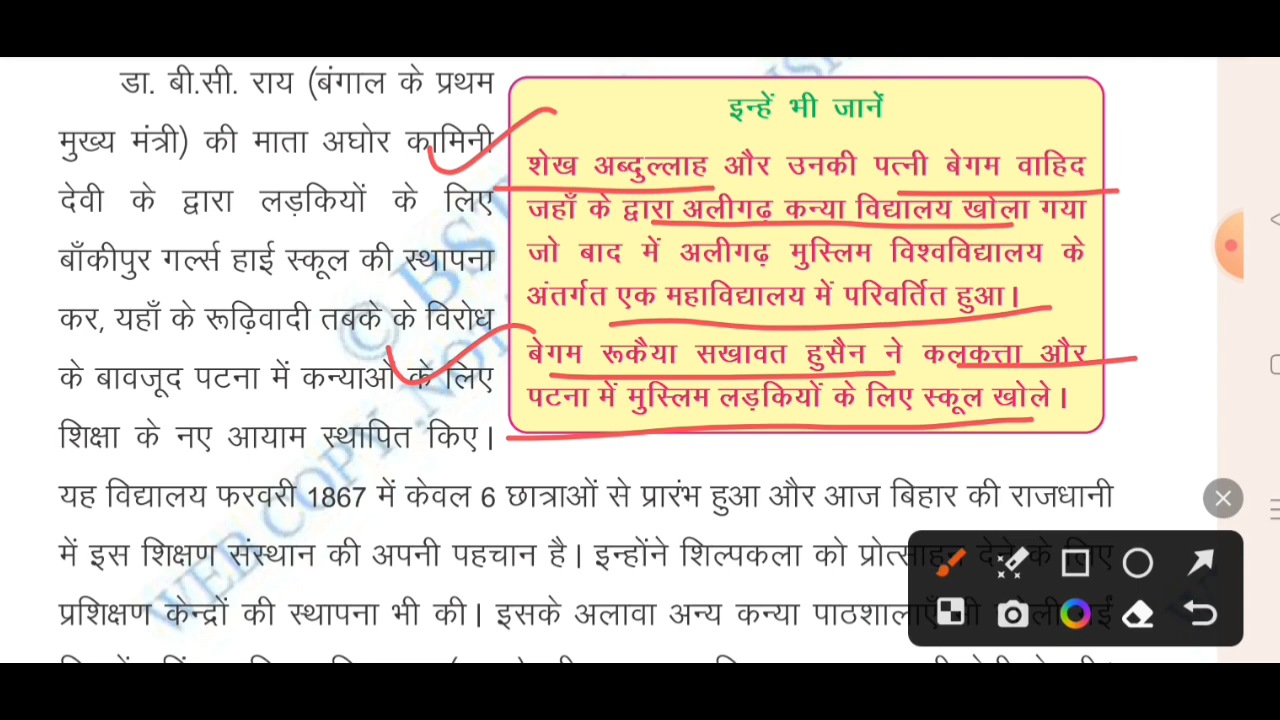 डा. बी.सी. राय (बंगाल के प्रथम
मुख्य मंत्री) की माता अघोर कामिनी
देवी के द्वारा लड़कियों के लिए
बाँकीपुर गर्ल्स हाई स्कूल की स्थापना
कर, यहाँ के रूढ़िवादी तबके के विरोध
के बावजूद पटना में कन्याओं के लिए
शिक्षा के नए आयाम स्थापित किए।
इन्हें भी जानें
शेख अब्दुल्लाह और उनकी पत्नी बेगम वाहिद
जहाँ के द्वारा अलीगढ़ कन्या विद्यालय खोला गया
जो बाद में अलीगढ़ मुस्लिम विश्वविद्यालय के
अंतर्गत एक महाविद्यालय में परिवर्तित हुआ।
बेगम रूकैया सखावत हुसैन ने कलकत्ता और
पटना में मुस्लिम लड़कियों के लिए स्कूल खोले।
यह विद्यालय फरवरी 1867 में केवल 6 छात्राओं से प्रारंभ हुआ और आज बिहार की राजधानी
में इस शिक्षण संस्थान की अपनी पहचान है। इन्होंने शिल्पकला को प्रोत्साहन देने के लिए
प्रशिक्षण केन्द्रों की स्थापना भी की। इसके अलावा अन्य कन्या पाठशालाएँ